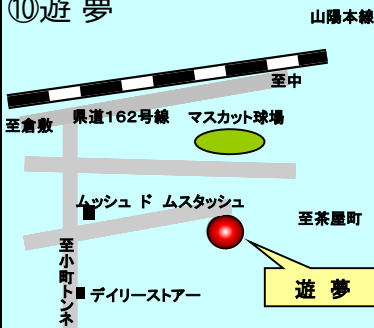 ⑩遊 夢
山陽本線
至中
至倉敷
県道162号線
マスカット球場
ムッシュ ド ムスタッシュ
至茶屋町
至小町トンネ
デイリーストアー
遊 夢